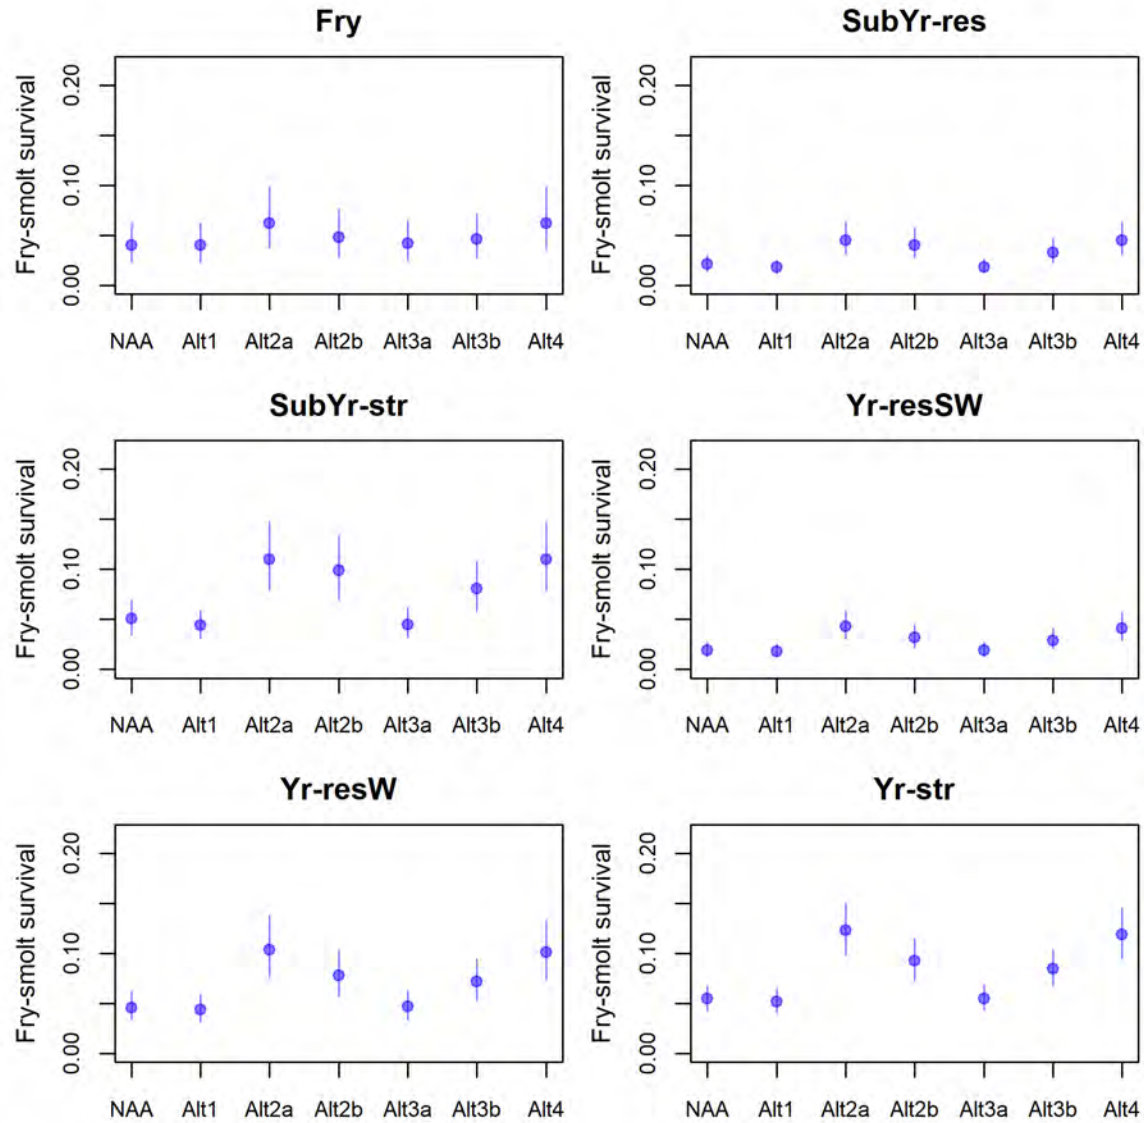 Fry
Fry-smolt survival
0.20
0.10
0.00
NAA Alt1 Alt2a Alt2b Alt3a Alt3b Alt4
SubYr-res
Fry-smolt survival
0.20
0.10
0.00
NAA Alt1 Alt2a Alt2b Alt3a Alt3b Alt4
SubYr-str
Fry-smolt survival
0.20
0.10
0.00
NAA Alt1 Alt2a Alt2b Alt3a Alt3b Alt4
Yr-resSW
Fry-smolt survival
0.20
0.10
0.00
NAA Alt1 Alt2a Alt2b Alt3a Alt3b Alt4
Yr-resW
Fry-smolt survival
0.20
0.10
0.00
NAA Alt1 Alt2a Alt2b Alt3a Alt3b Alt4
Yr-str
Fry-smolt survival
0.20
0.10
0.00
NAA Alt1 Alt2a Alt2b Alt3a Alt3b Alt4